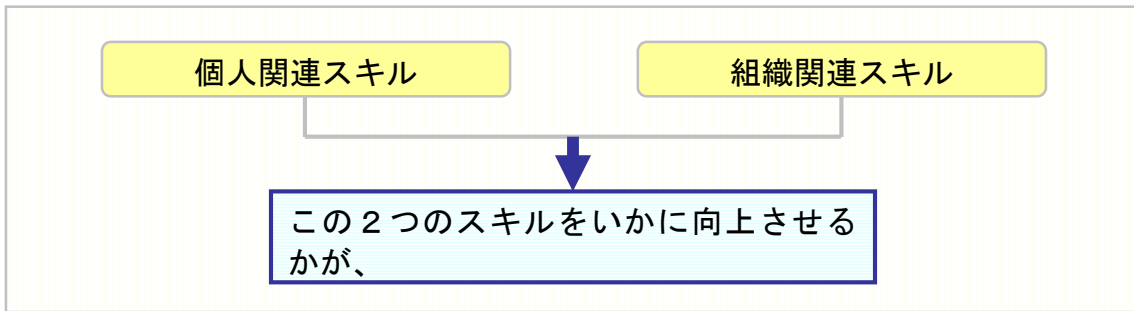 個人関連スキル
組織関連スキル
この２つのスキルをいかに向上させる
かが、